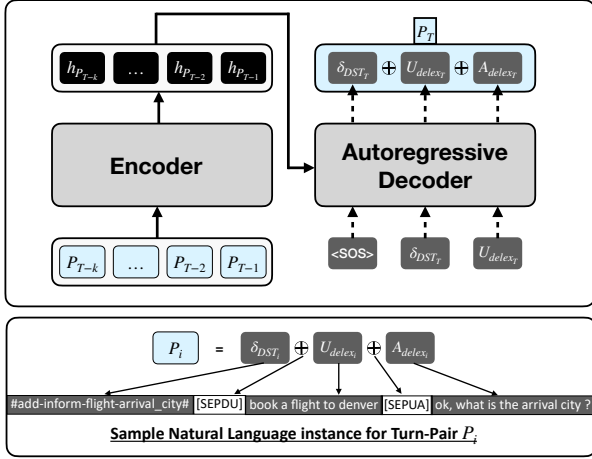 P_T
h_{P_{T-k}} … h_{P_{T-2}} h_{P_{T-1}}
δ_{DST_T} ⊕ U_{delex_T} ⊕ A_{delex_T}
Encoder
Autoregressive
Decoder
P_{T-k} … P_{T-2} P_{T-1}
<SOS> δ_{DST_T} U_{delex_T}
P_i = δ_{DST_i} ⊕ U_{delex_i} ⊕ A_{delex_i}
#add-inform-flight-arrival_city# [SEPDU] book a flight to denver [SEPUA] ok, what is the arrival city ?
Sample Natural Language instance for Turn-Pair P_i